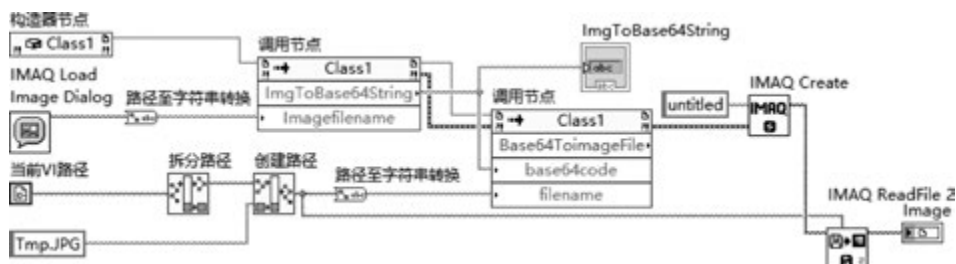 构造器节点
Class1
IMAQ Load
Image Dialog
路径至字符串转换
调用节点
Class1
ImgToBase64String
Imagefilename
ImgToBase64String
abc
调用节点
Class1
Base64ToimageFile
base64code
filename
untitled
IMAQ Create
IMAQ
当前VI路径
拆分路径
创建路径
路径至字符串转换
Tmp.JPG
IMAQ ReadFile 2
Image